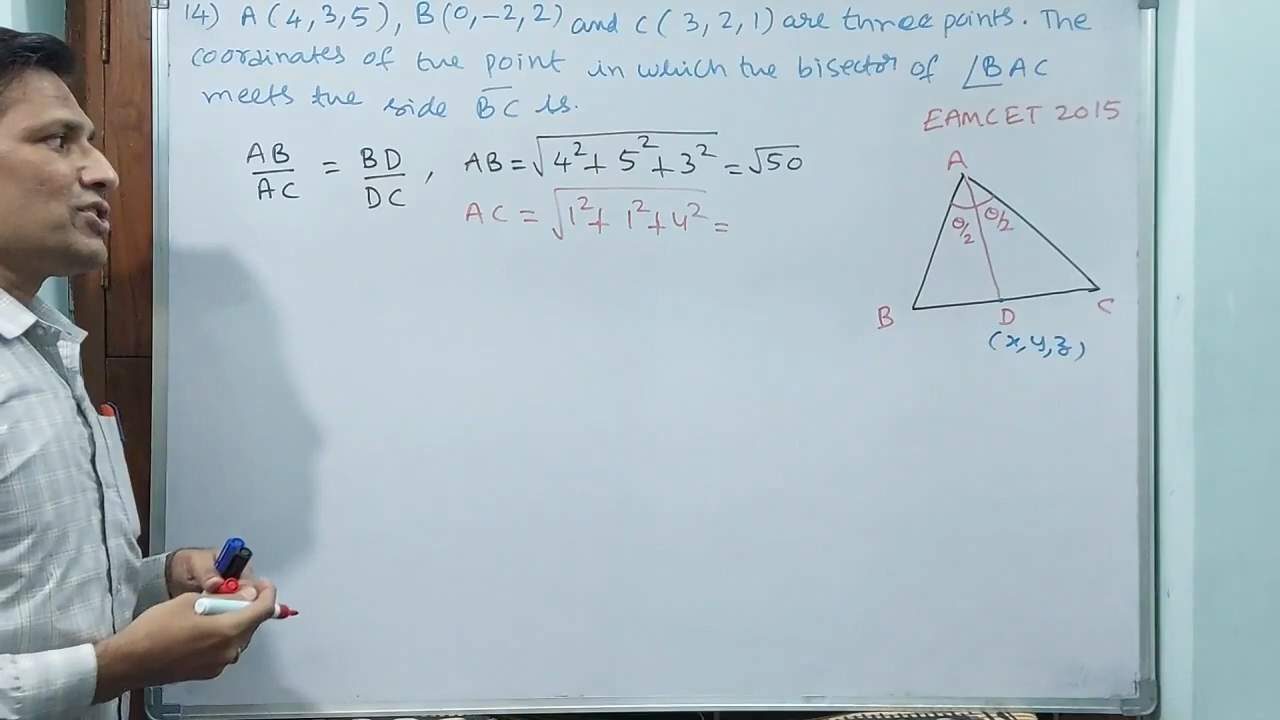 14) A(4,3,5), B(0,-2,2) and C(3,2,1) are three points. The
coordinates of the point in which the bisector of ∠BAC
meets the side B̅C̅ is.
EAMCET 2015
AB/AC = BD/DC , AB = √(4²+5²+3²) = √50
AC = √(1²+1²+4²) =
A
θ/2 θ/2
B D C
(x,y,z)